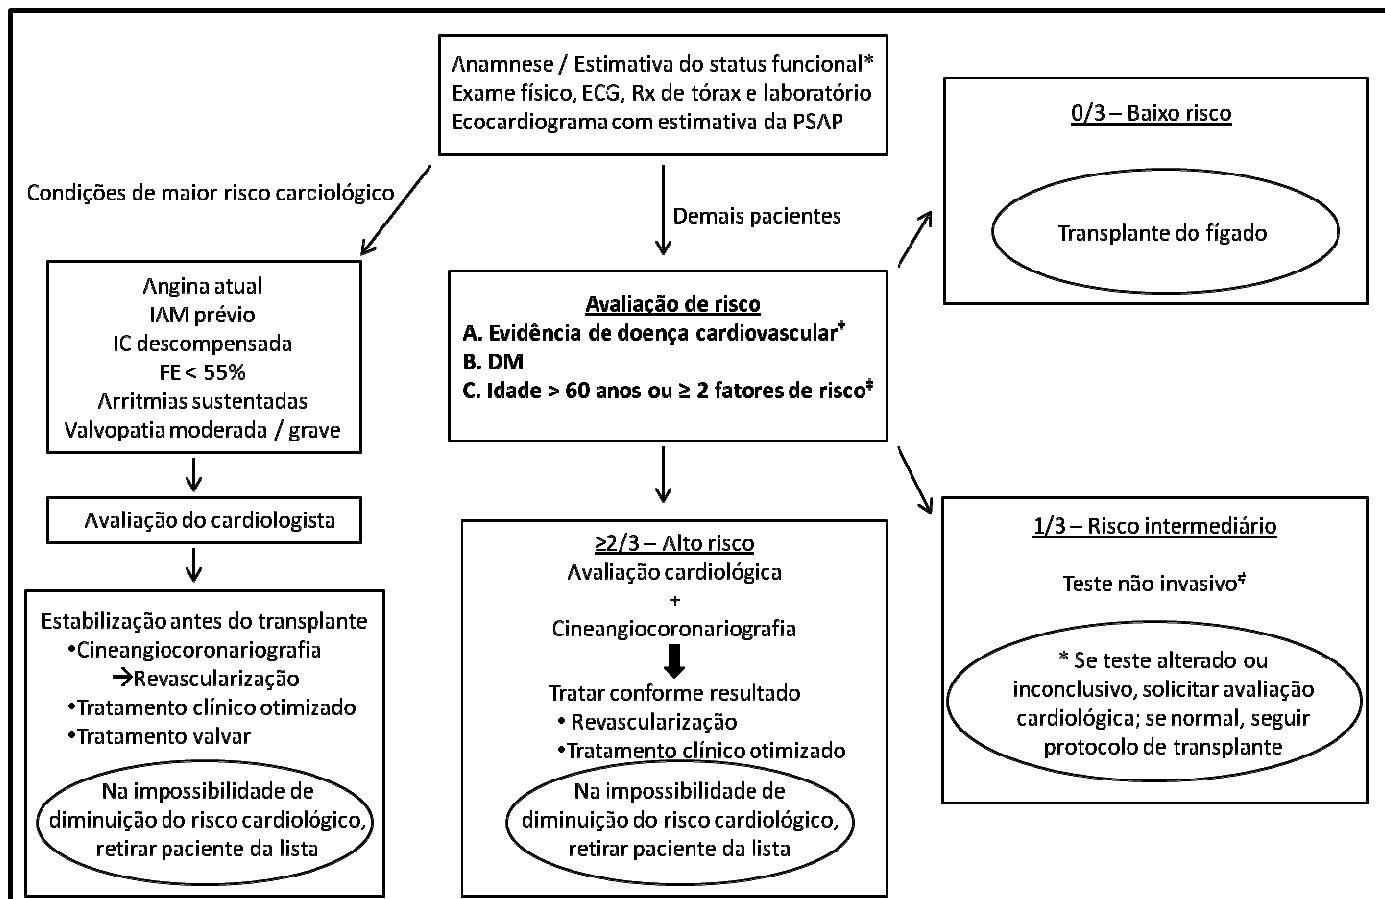 Anamnese / Estimativa do status funcional*
Exame físico, ECG, Rx de tórax e laboratório
Ecocardiograma com estimativa da PSAP
Condições de maior risco carciológico
Demais pacientes
Angina atual
IAM prévio
IC descompensada
FE < 55%
Arritmias sustentadas
Valvopatia moderada / grave
Avaliação do cardiologista
Estabilização antes do transplante
•Cineangiocoronariografia
→Revascularização
•Tratamento clínico otimizado
•Tratamento valvar
Na impossibilidade de
diminuição do risco cardiológico,
retirar paciente da lista
Avaliação de risco
A. Evidência de doença cardiovascular†
B. DM
C. Idade > 60 anos ou ≥ 2 fatores de risco‡
≥2/3 – Alto risco
Avaliação cardiológica
+
Cineangiocoronariografia
Tratar conforme resultado
• Revascularização
•Tratamento clínico otimizado
Na impossibilidade de
diminuição do risco cardiológico,
retirar paciente da lista
0/3 – Baixo risco
Transplante do fígado
1/3 – Risco intermediário
Teste não invasivo
* Se teste alterado ou
inconclusivo, solicitar avaliação
cardiológica; se normal, seguir
protocolo de transplante